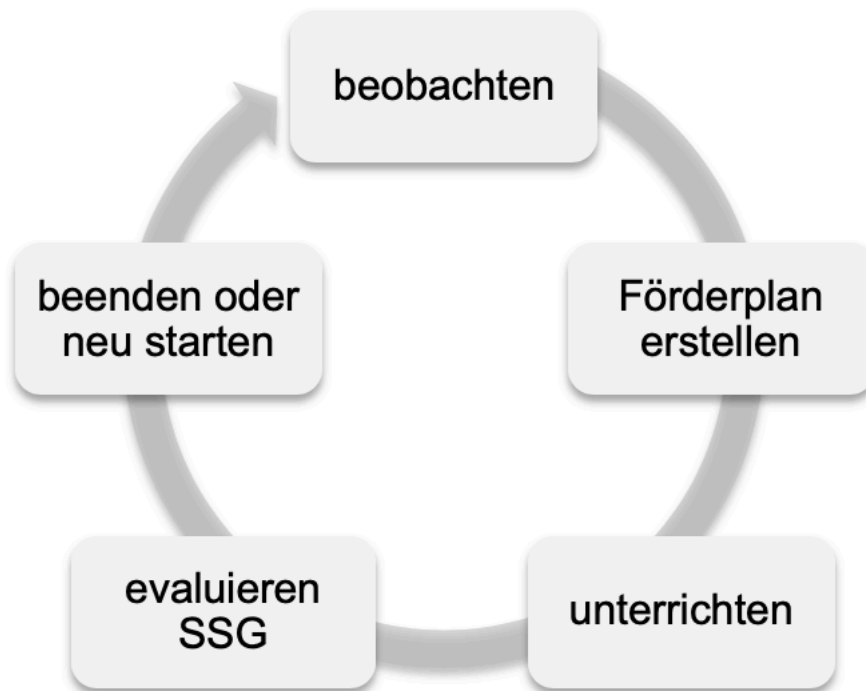 beobachten
Förderplan
erstellen
unterrichten
evaluieren
SSG
beenden oder
neu starten